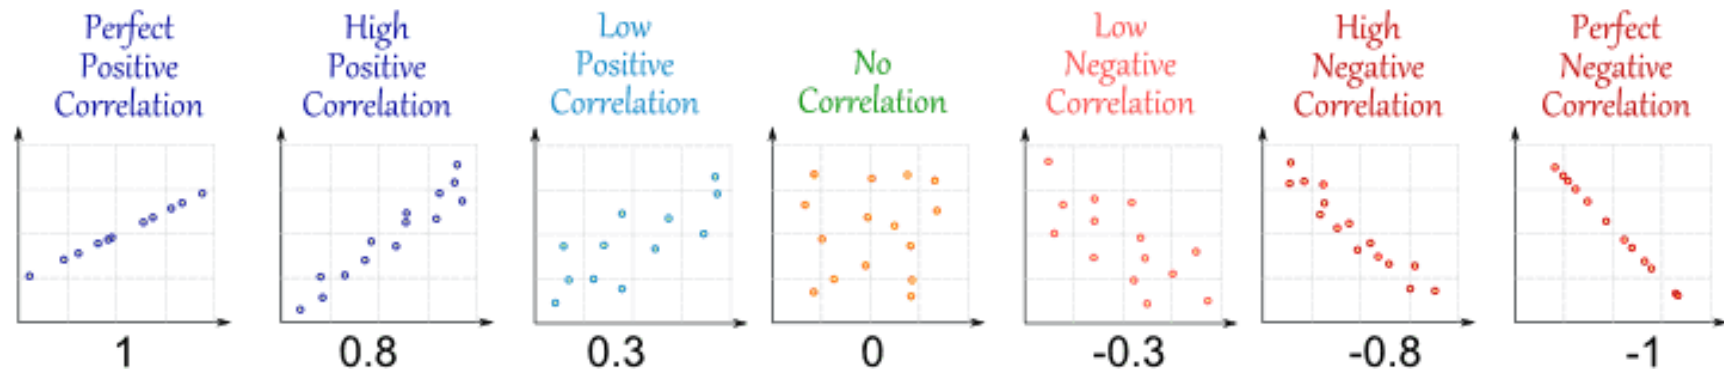 Perfect
Positive
Correlation
High
Positive
Correlation
Low
Positive
Correlation
No
Correlation
Low
Negative
Correlation
High
Negative
Correlation
Perfect
Negative
Correlation
1
0.8
0.3
0
-0.3
-0.8
-1